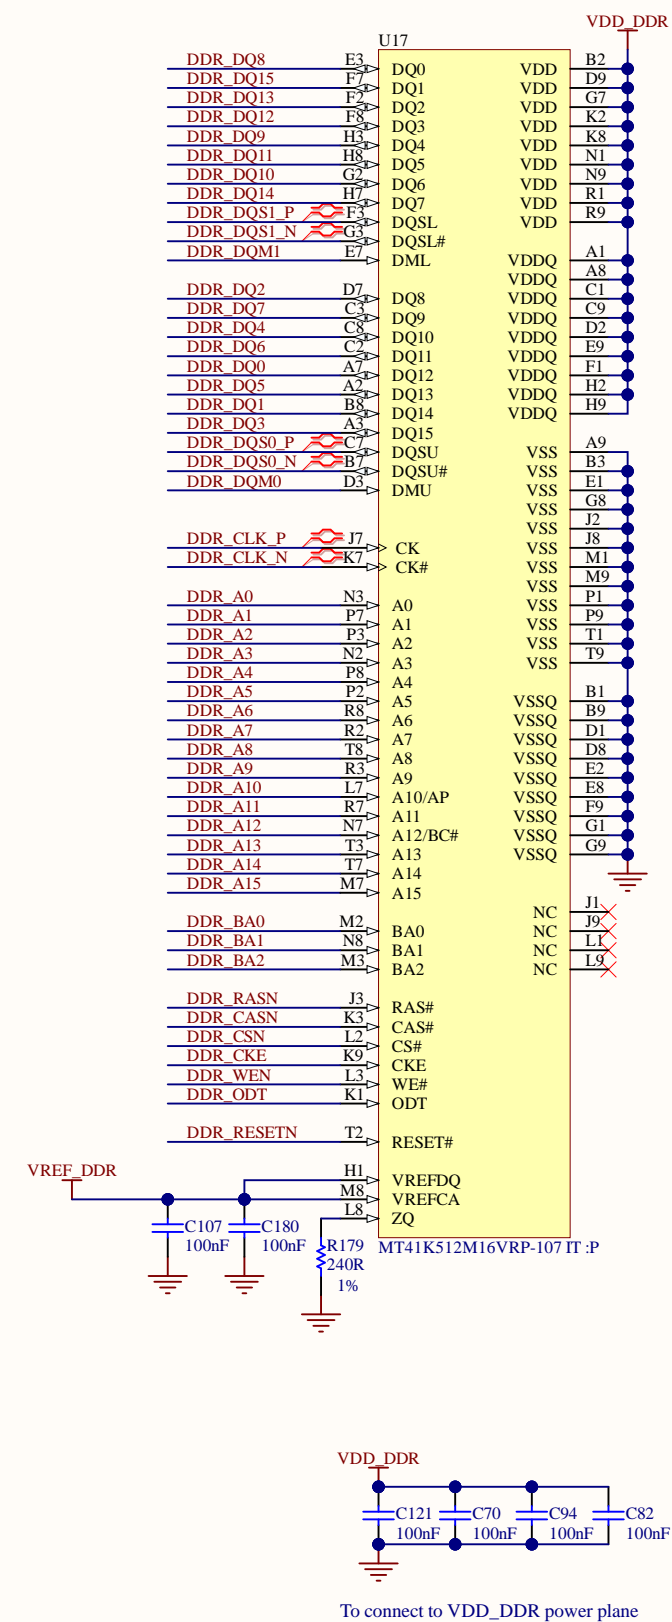 VDD_DDR
U17
DDR_DQ8 E3 DQ0 VDD B2
DDR_DQ15 F7 DQ1 VDD D9
DDR_DQ13 F2 DQ2 VDD G7
DDR_DQ12 F8 DQ3 VDD K2
DDR_DQ9 H3 DQ4 VDD K8
DDR_DQ11 H8 DQ5 VDD N1
DDR_DQ10 G2 DQ6 VDD N9
DDR_DQ14 H7 DQ7 VDD R1
DDR_DQS1_P F3 DQSL VDD R9
DDR_DQS1_N G3 DQSL#
DDR_DQM1 E7 DML VDDQ A1
VDDQ A8
DDR_DQ2 D7 DQ8 VDDQ C1
DDR_DQ7 C3 DQ9 VDDQ C9
DDR_DQ4 C8 DQ10 VDDQ D2
DDR_DQ6 C2 DQ11 VDDQ E9
DDR_DQ0 A7 DQ12 VDDQ F1
DDR_DQ5 A2 DQ13 VDDQ H2
DDR_DQ1 B8 DQ14 VDDQ H9
DDR_DQ3 A3 DQ15
DDR_DQS0_P C7 DQSU VSS A9
DDR_DQS0_N B7 DQSU# VSS B3
DDR_DQM0 D3 DMU VSS E1
VSS G8
VSS J2
DDR_CLK_P J7 CK VSS J8
DDR_CLK_N K7 CK# VSS M1
VSS M9
DDR_A0 N3 A0 VSS P1
DDR_A1 P7 A1 VSS P9
DDR_A2 P3 A2 VSS T1
DDR_A3 N2 A3 VSS T9
DDR_A4 P8 A4
DDR_A5 P2 A5 VSSQ B1
DDR_A6 R8 A6 VSSQ B9
DDR_A7 R2 A7 VSSQ D1
DDR_A8 T8 A8 VSSQ D8
DDR_A9 R3 A9 VSSQ E2
DDR_A10 L7 A10/AP VSSQ E8
DDR_A11 R7 A11 VSSQ F9
DDR_A12 N7 A12/BC# VSSQ G1
DDR_A13 T3 A13 VSSQ G9
DDR_A14 T7 A14
DDR_A15 M7 A15
NC J1
DDR_BA0 M2 BA0 NC J9
DDR_BA1 N8 BA1 NC L1
DDR_BA2 M3 BA2 NC L9
DDR_RASN J3 RAS#
DDR_CASN K3 CAS#
DDR_CSN L2 CS#
DDR_CKE K9 CKE
DDR_WEN L3 WE#
DDR_ODT K1 ODT
DDR_RESETN T2 RESET#
VREF_DDR H1 VREFDQ
M8 VREFCA
L8 ZQ
C107 C180 R179 MT41K512M16VRP-107 IT :P
100nF 100nF 240R
1%
VDD_DDR
C121 C70 C94 C82
100nF 100nF 100nF 100nF
To connect to VDD_DDR power plane